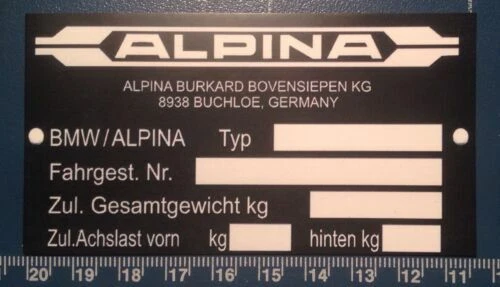 ALPINA
ALPINA BURKARD BOVENSIEPEN KG
8938 BUCHLOE, GERMANY
BMW/ALPINA Typ
Fahrgest. Nr.
Zul. Gesamtgewicht kg
Zul.Achslast vorn kg hinten kg
20 19 18 17 16 15 14 13 12 11